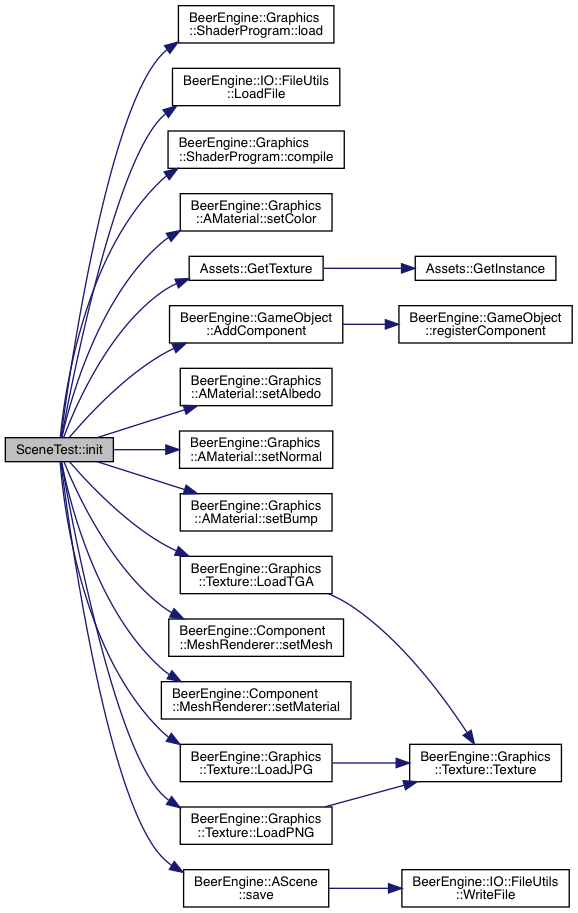 BeerEngine::Graphics
::ShaderProgram::load
BeerEngine::IO::FileUtils
::LoadFile
BeerEngine::Graphics
::ShaderProgram::compile
BeerEngine::Graphics
::AMaterial::setColor
Assets::GetTexture
Assets::GetInstance
BeerEngine::GameObject
::AddComponent
BeerEngine::GameObject
::registerComponent
BeerEngine::Graphics
::AMaterial::setAlbedo
SceneTest::init
BeerEngine::Graphics
::AMaterial::setNormal
BeerEngine::Graphics
::AMaterial::setBump
BeerEngine::Graphics
::Texture::LoadTGA
BeerEngine::Component
::MeshRenderer::setMesh
BeerEngine::Component
::MeshRenderer::setMaterial
BeerEngine::Graphics
::Texture::LoadJPG
BeerEngine::Graphics
::Texture::Texture
BeerEngine::Graphics
::Texture::LoadPNG
BeerEngine::AScene
::save
BeerEngine::IO::FileUtils
::WriteFile